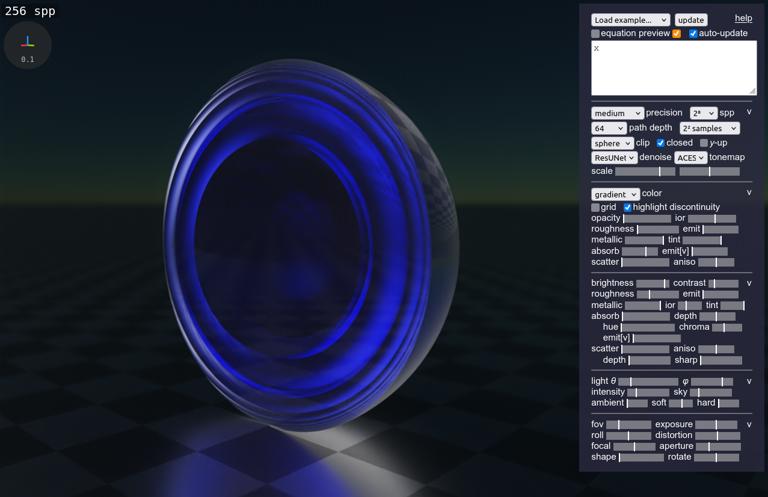 256 spp
0.1
Load example... update help
equation preview auto-update
x
medium precision 2⁸ spp v
64 path depth 2² samples
sphere clip closed y-up
ResUNet denoise ACES tonemap
scale
gradient color v
grid highlight discontinuity
opacity ior
roughness emit
metallic tint
absorb emit[v]
scatter aniso
brightness contrast v
roughness emit
metallic ior tint
absorb depth
hue chroma
emit[v]
scatter aniso
depth sharp
light θ φ v
intensity sky
ambient soft hard
fov exposure v
roll distortion
focal aperture
shape rotate